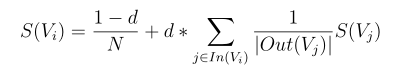 S(V_i) = \frac{1-d}{N} + d * \sum_{j \in In(V_i)} \frac{1}{|Out(V_j)|} S(V_j)